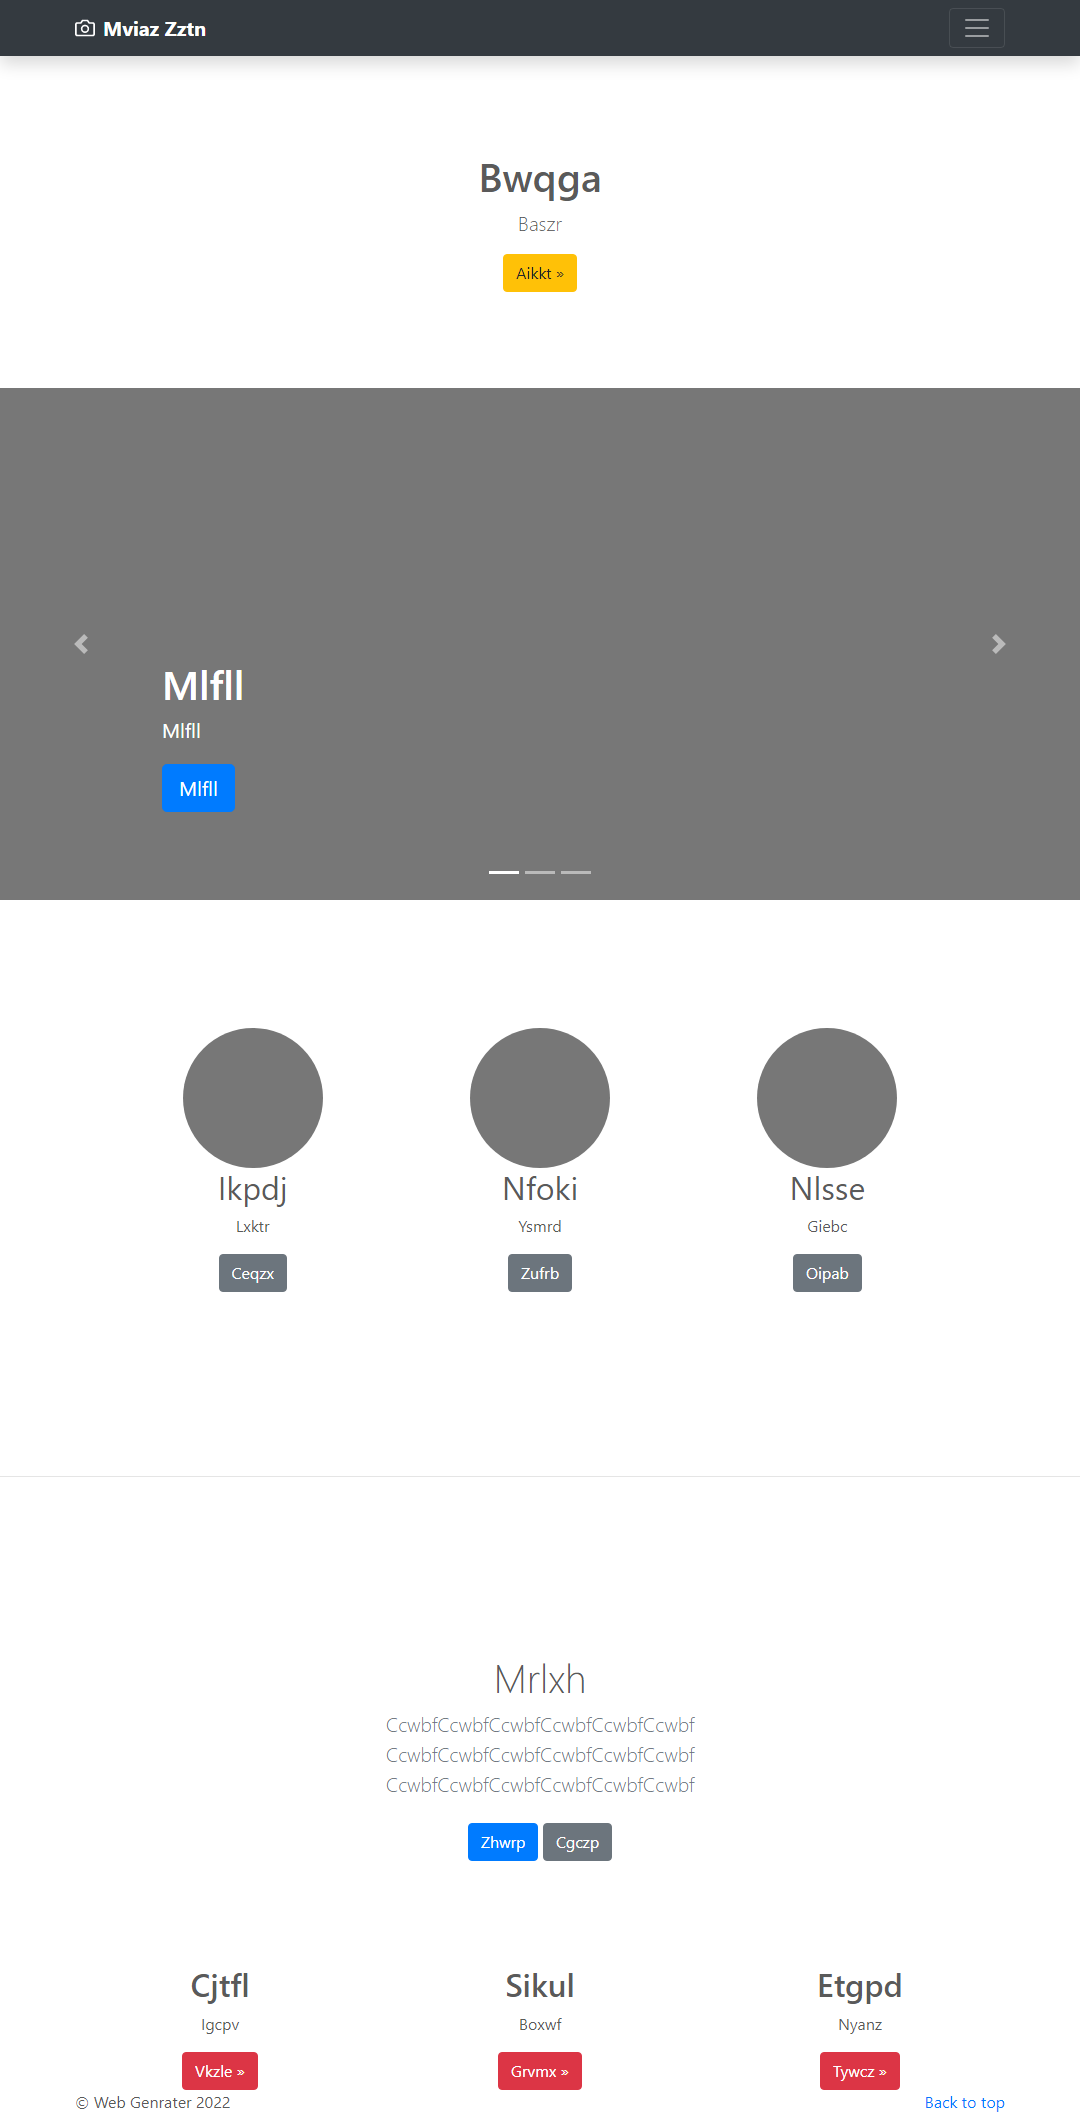 Mviaz Zztn
Bwqga
Baszr
Aikkt »
Mlfll
Mlfll
Mlfll
Ikpdj
Nfoki
Nlsse
Lxktr
Ysmrd
Giebc
Ceqzx
Zufrb
Oipab
Mrlxh
CcwbfCcwbfCcwbfCcwbfCcwbfCcwbf
CcwbfCcwbfCcwbfCcwbfCcwbfCcwbf
CcwbfCcwbfCcwbfCcwbfCcwbfCcwbf
Zhwrp
Cgczp
Cjtfl
Sikul
Etgpd
Igcpv
Boxwf
Nyanz
Vkzle »
Grvmx »
Tywcz »
© Web Genrater 2022
Back to top